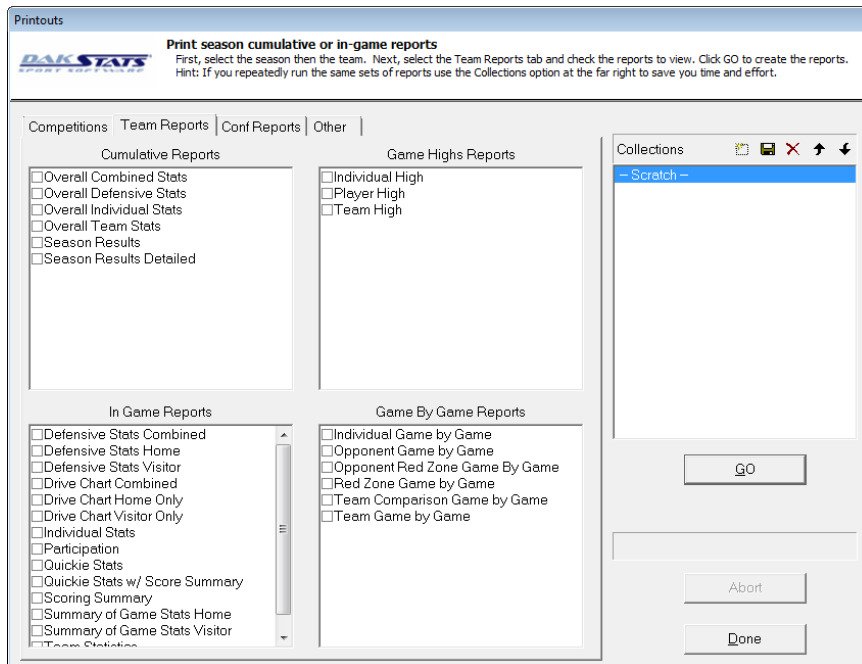 Printouts
DAKSTATS
SPORT SOFTWARE
Print season cumulative or in-game reports
First, select the season then the team. Next, select the Team Reports tab and check the reports to view. Click GO to create the reports.
Hint: If you repeatedly run the same sets of reports use the Collections option at the far right to save you time and effort.
Competitions Team Reports Conf Reports Other
Cumulative Reports
Overall Combined Stats
Overall Defensive Stats
Overall Individual Stats
Overall Team Stats
Season Results
Season Results Detailed
Game Highs Reports
Individual High
Player High
Team High
In Game Reports
Defensive Stats Combined
Defensive Stats Home
Defensive Stats Visitor
Drive Chart Combined
Drive Chart Home Only
Drive Chart Visitor Only
Individual Stats
Participation
Quickie Stats
Quickie Stats w/ Score Summary
Scoring Summary
Summary of Game Stats Home
Summary of Game Stats Visitor
Team Statistics
Game By Game Reports
Individual Game by Game
Opponent Game by Game
Opponent Red Zone Game By Game
Red Zone Game by Game
Team Comparison Game by Game
Team Game by Game
Collections
-- Scratch --
GO
Abort
Done